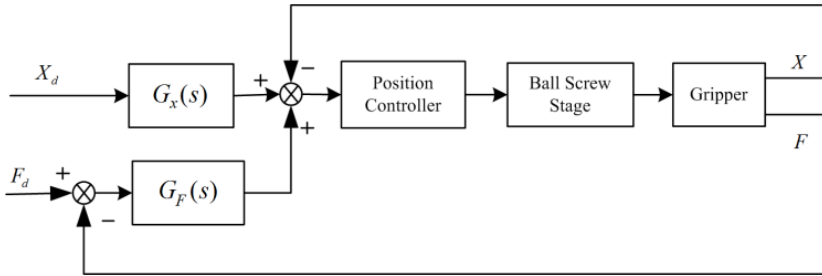 X_d
G_x(s)
+
−
+
Position
Controller
Ball Screw
Stage
Gripper
X
F
F_d
+
−
G_F(s)